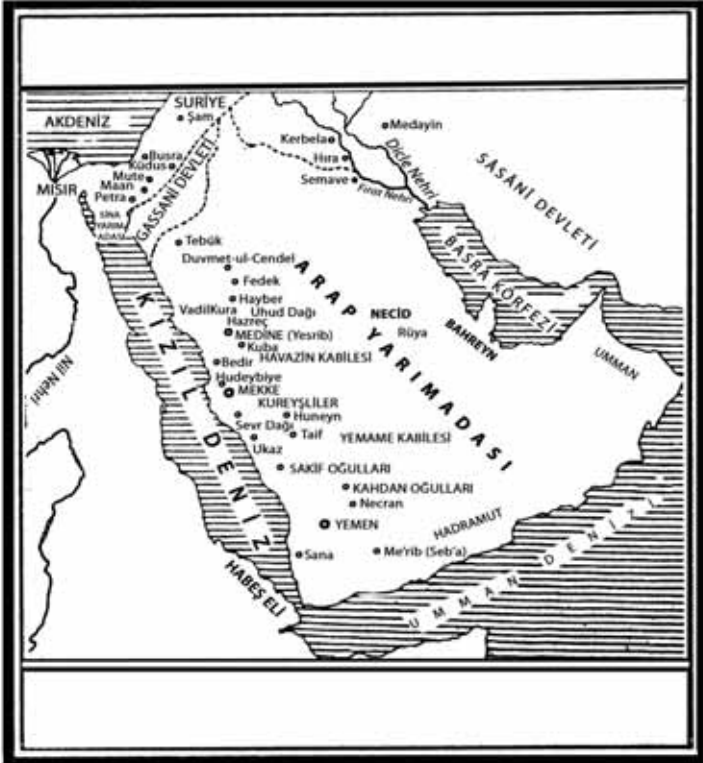 SURİYE
Şam
AKDENİZ
Medayin
Kerbela
Busra
Kudus
Hıra
Dicle Nehri
SASANİ DEVLETİ
Mute
MISIR
Maan
Semave
Fırat Nehri
Petra
GASSANİ DEVLETİ
SİNA
YARIM
ADASI
Tebük
Duvmet-ul-Cendel
ARAP YARIMADASI
BASRA KÖRFEZİ
Fedek
Hayber
VadilKura
Uhud Dağı
NECİD
Hazreç
MEDİNE (Yesrib)
Rüya
BAHREYN
Kuba
HAVAZİN KABİLESİ
UMMAN
Bedir
Nil Nehri
KIZIL DENİZ
Hudeybiye
MEKKE
KUREYŞLİLER
Huneyn
Sevr Dağı
Taif
YEMAME KABİLESİ
Ukaz
SAKİF OĞULLARI
KAHDAN OĞULLARI
Necran
YEMEN
HADRAMUT
Sana
Me'rib (Seb'a)
HABEŞ ELİ
UMMAN DENİZİ